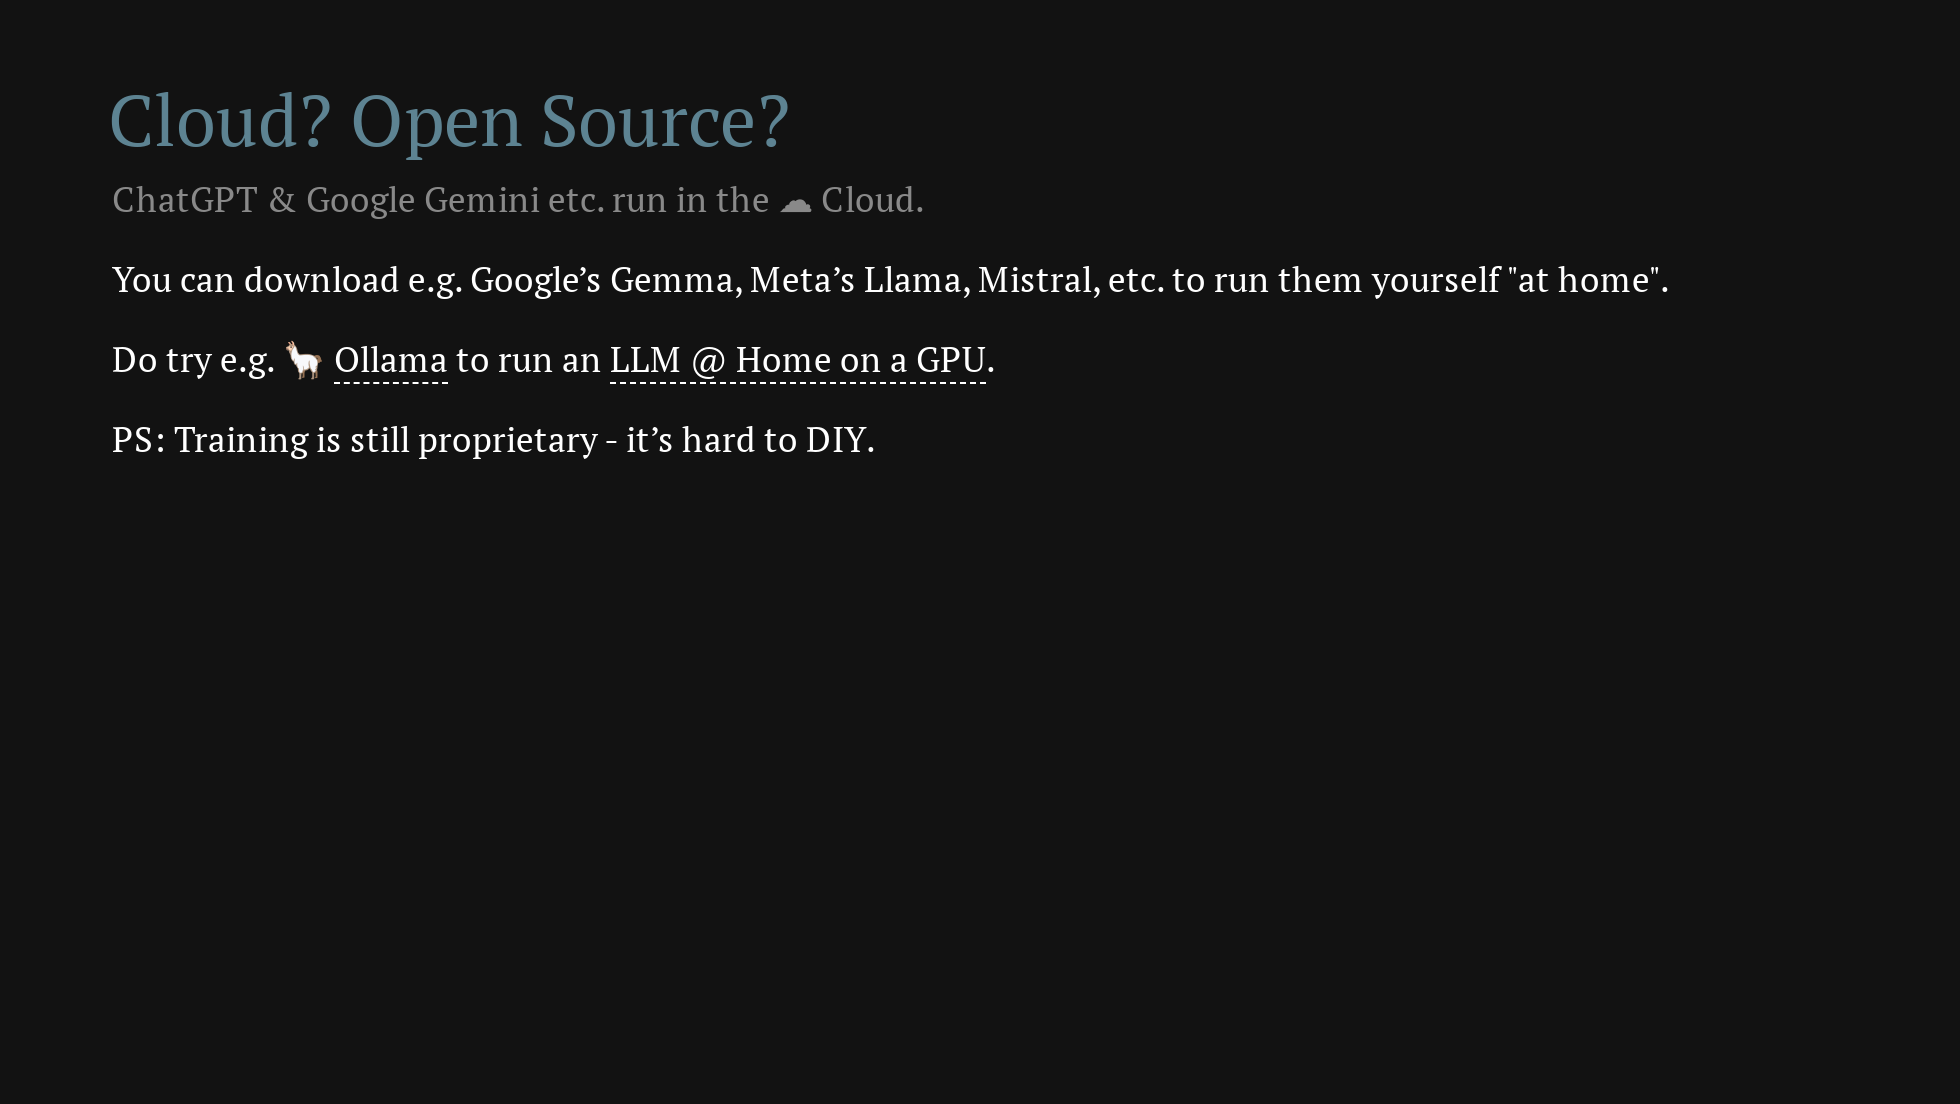 Cloud? Open Source?
ChatGPT & Google Gemini etc. run in the ☁ Cloud.
You can download e.g. Google’s Gemma, Meta’s Llama, Mistral, etc. to run them yourself "at home".
Do try e.g. 🦙 Ollama to run an LLM @ Home on a GPU.
PS: Training is still proprietary - it’s hard to DIY.